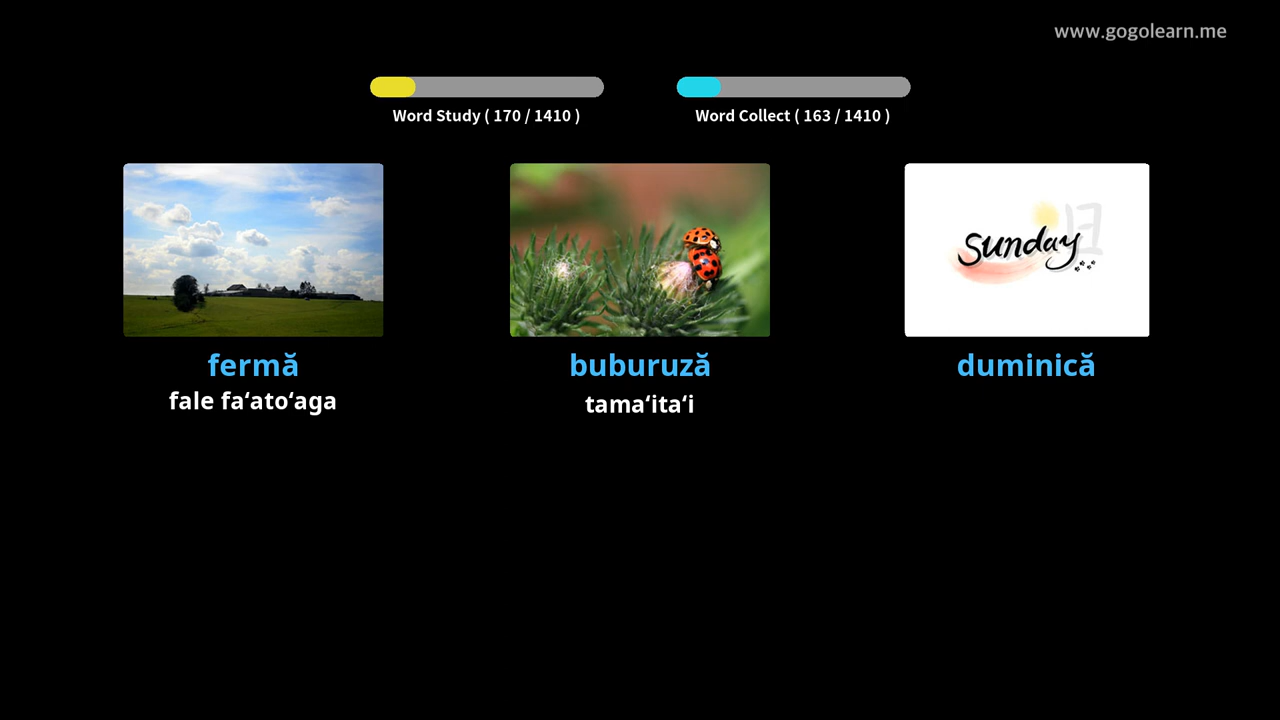 www.gogolearn.me
Word Study ( 170 / 1410 )
Word Collect ( 163 / 1410 )
Sunday
日
fermă
buburuză
duminică
fale fa‘ato‘aga
tama‘ita‘i